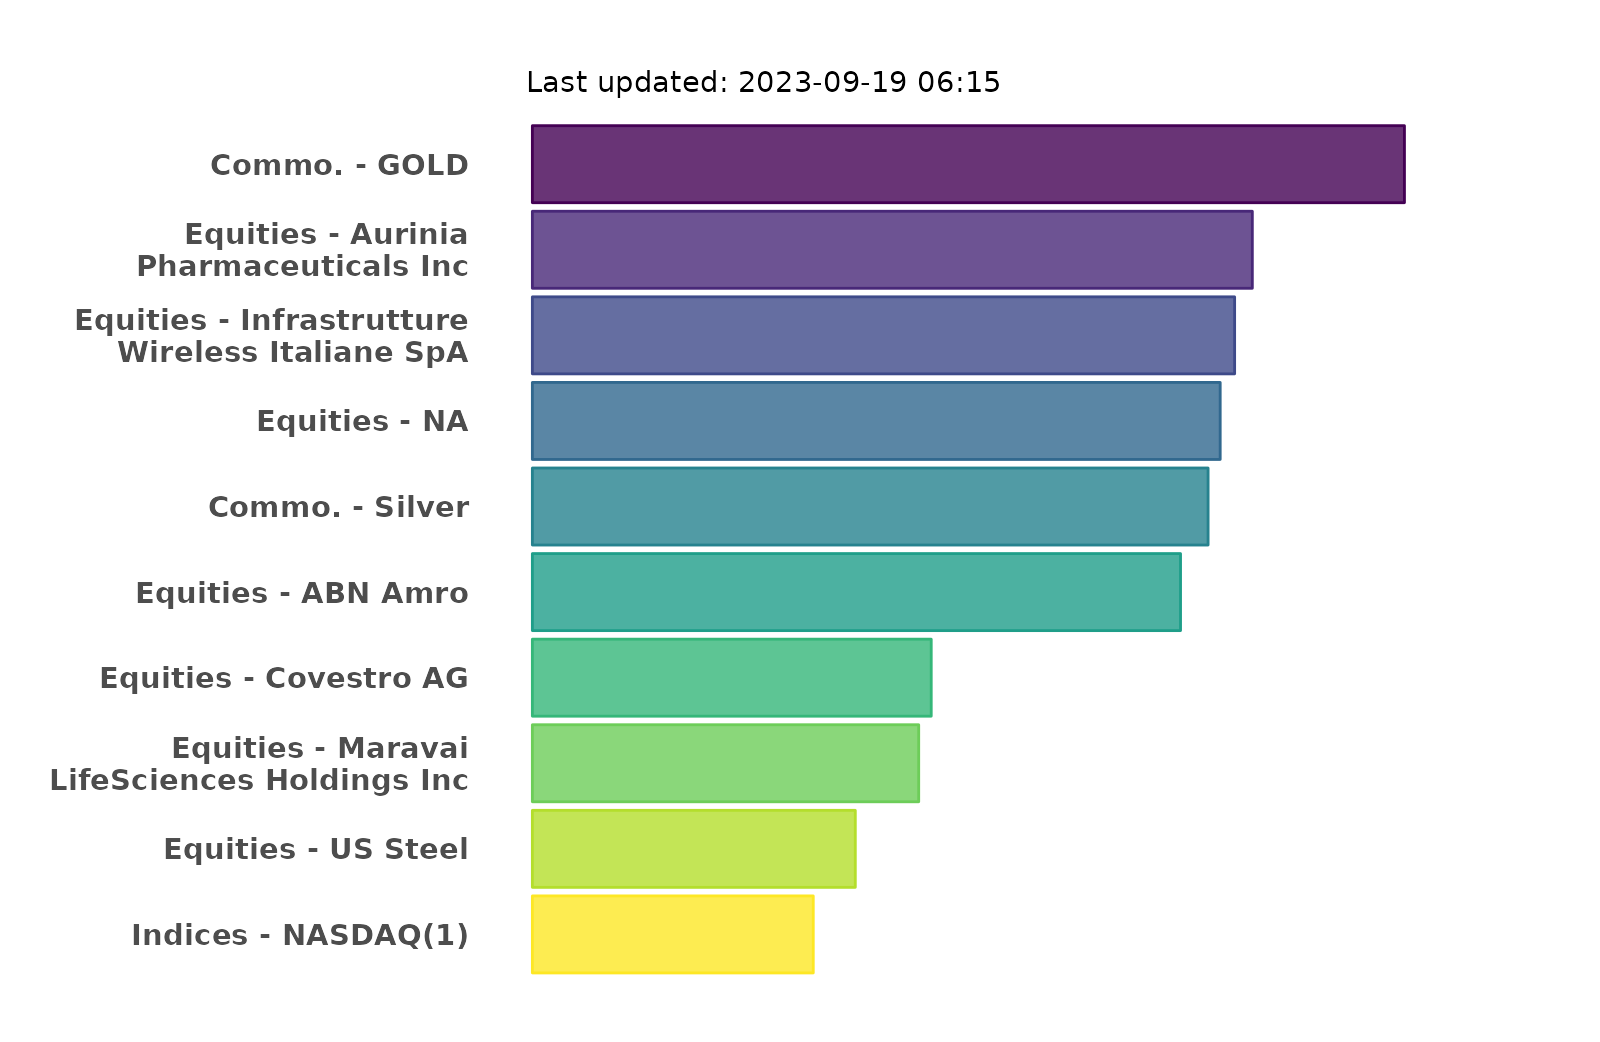 Last updated: 2023-09-19 06:15
Commo. - GOLD
Equities - Aurinia
Pharmaceuticals Inc
Equities - Infrastrutture
Wireless Italiane SpA
Equities - NA
Commo. - Silver
Equities - ABN Amro
Equities - Covestro AG
Equities - Maravai
LifeSciences Holdings Inc
Equities - US Steel
Indices - NASDAQ(1)